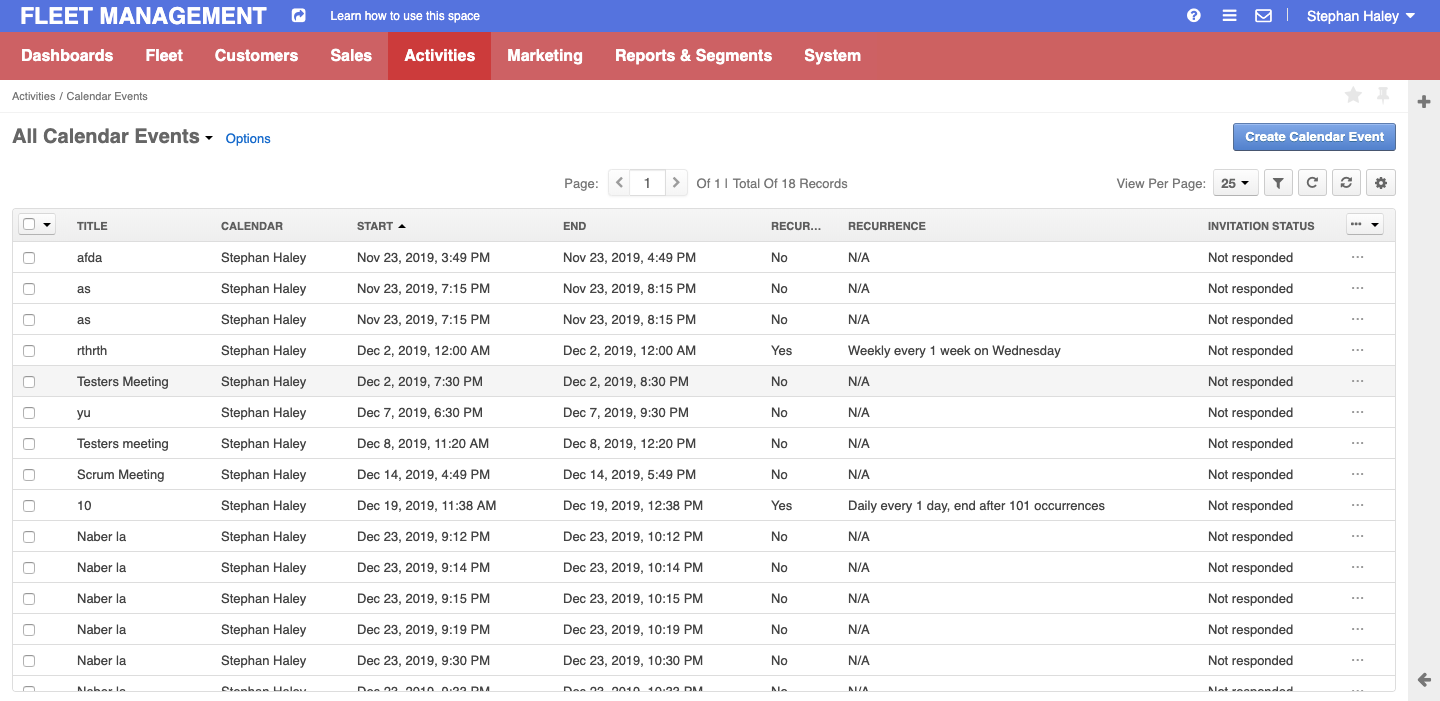 FLEET MANAGEMENT Learn how to use this space Stephan Haley
Dashboards Fleet Customers Sales Activities Marketing Reports & Segments System
Activities / Calendar Events
All Calendar Events Options Create Calendar Event
Page: 1 Of 1 | Total Of 18 Records View Per Page: 25
TITLE CALENDAR START END RECUR... RECURRENCE INVITATION STATUS
afda Stephan Haley Nov 23, 2019, 3:49 PM Nov 23, 2019, 4:49 PM No N/A Not responded
as Stephan Haley Nov 23, 2019, 7:15 PM Nov 23, 2019, 8:15 PM No N/A Not responded
as Stephan Haley Nov 23, 2019, 7:15 PM Nov 23, 2019, 8:15 PM No N/A Not responded
rthrth Stephan Haley Dec 2, 2019, 12:00 AM Dec 2, 2019, 12:00 AM Yes Weekly every 1 week on Wednesday Not responded
Testers Meeting Stephan Haley Dec 2, 2019, 7:30 PM Dec 2, 2019, 8:30 PM No N/A Not responded
yu Stephan Haley Dec 7, 2019, 6:30 PM Dec 7, 2019, 9:30 PM No N/A Not responded
Testers meeting Stephan Haley Dec 8, 2019, 11:20 AM Dec 8, 2019, 12:20 PM No N/A Not responded
Scrum Meeting Stephan Haley Dec 14, 2019, 4:49 PM Dec 14, 2019, 5:49 PM No N/A Not responded
10 Stephan Haley Dec 19, 2019, 11:38 AM Dec 19, 2019, 12:38 PM Yes Daily every 1 day, end after 101 occurrences Not responded
Naber la Stephan Haley Dec 23, 2019, 9:12 PM Dec 23, 2019, 10:12 PM No N/A Not responded
Naber la Stephan Haley Dec 23, 2019, 9:14 PM Dec 23, 2019, 10:14 PM No N/A Not responded
Naber la Stephan Haley Dec 23, 2019, 9:15 PM Dec 23, 2019, 10:15 PM No N/A Not responded
Naber la Stephan Haley Dec 23, 2019, 9:19 PM Dec 23, 2019, 10:19 PM No N/A Not responded
Naber la Stephan Haley Dec 23, 2019, 9:30 PM Dec 23, 2019, 10:30 PM No N/A Not responded